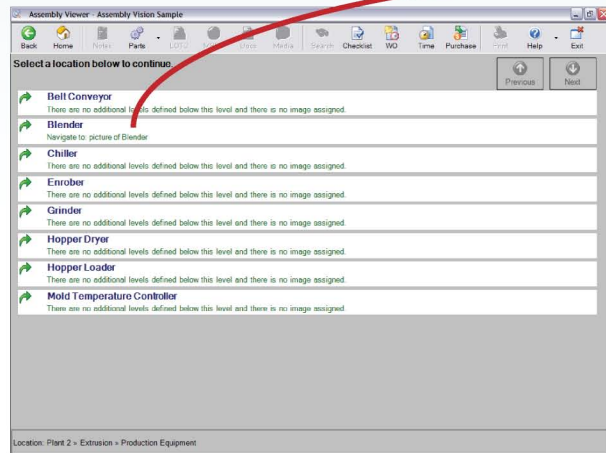 Assembly Viewer - Assembly Vision Sample
Back Home Notes Parts LOTO Docs Media Search Checklist WO Time Purchase Print Help Exit
Select a location below to continue.
Previous Next
Belt Conveyor
There are no additional levels defined below this level and there is no image assigned.
Blender
Navigate to: picture of Blender
Chiller
There are no additional levels defined below this level and there is no image assigned.
Enrober
There are no additional levels defined below this level and there is no image assigned.
Grinder
There are no additional levels defined below this level and there is no image assigned.
Hopper Dryer
There are no additional levels defined below this level and there is no image assigned.
Hopper Loader
There are no additional levels defined below this level and there is no image assigned.
Mold Temperature Controller
There are no additional levels defined below this level and there is no image assigned.
Location: Plant 2 » Extrusion » Production Equipment